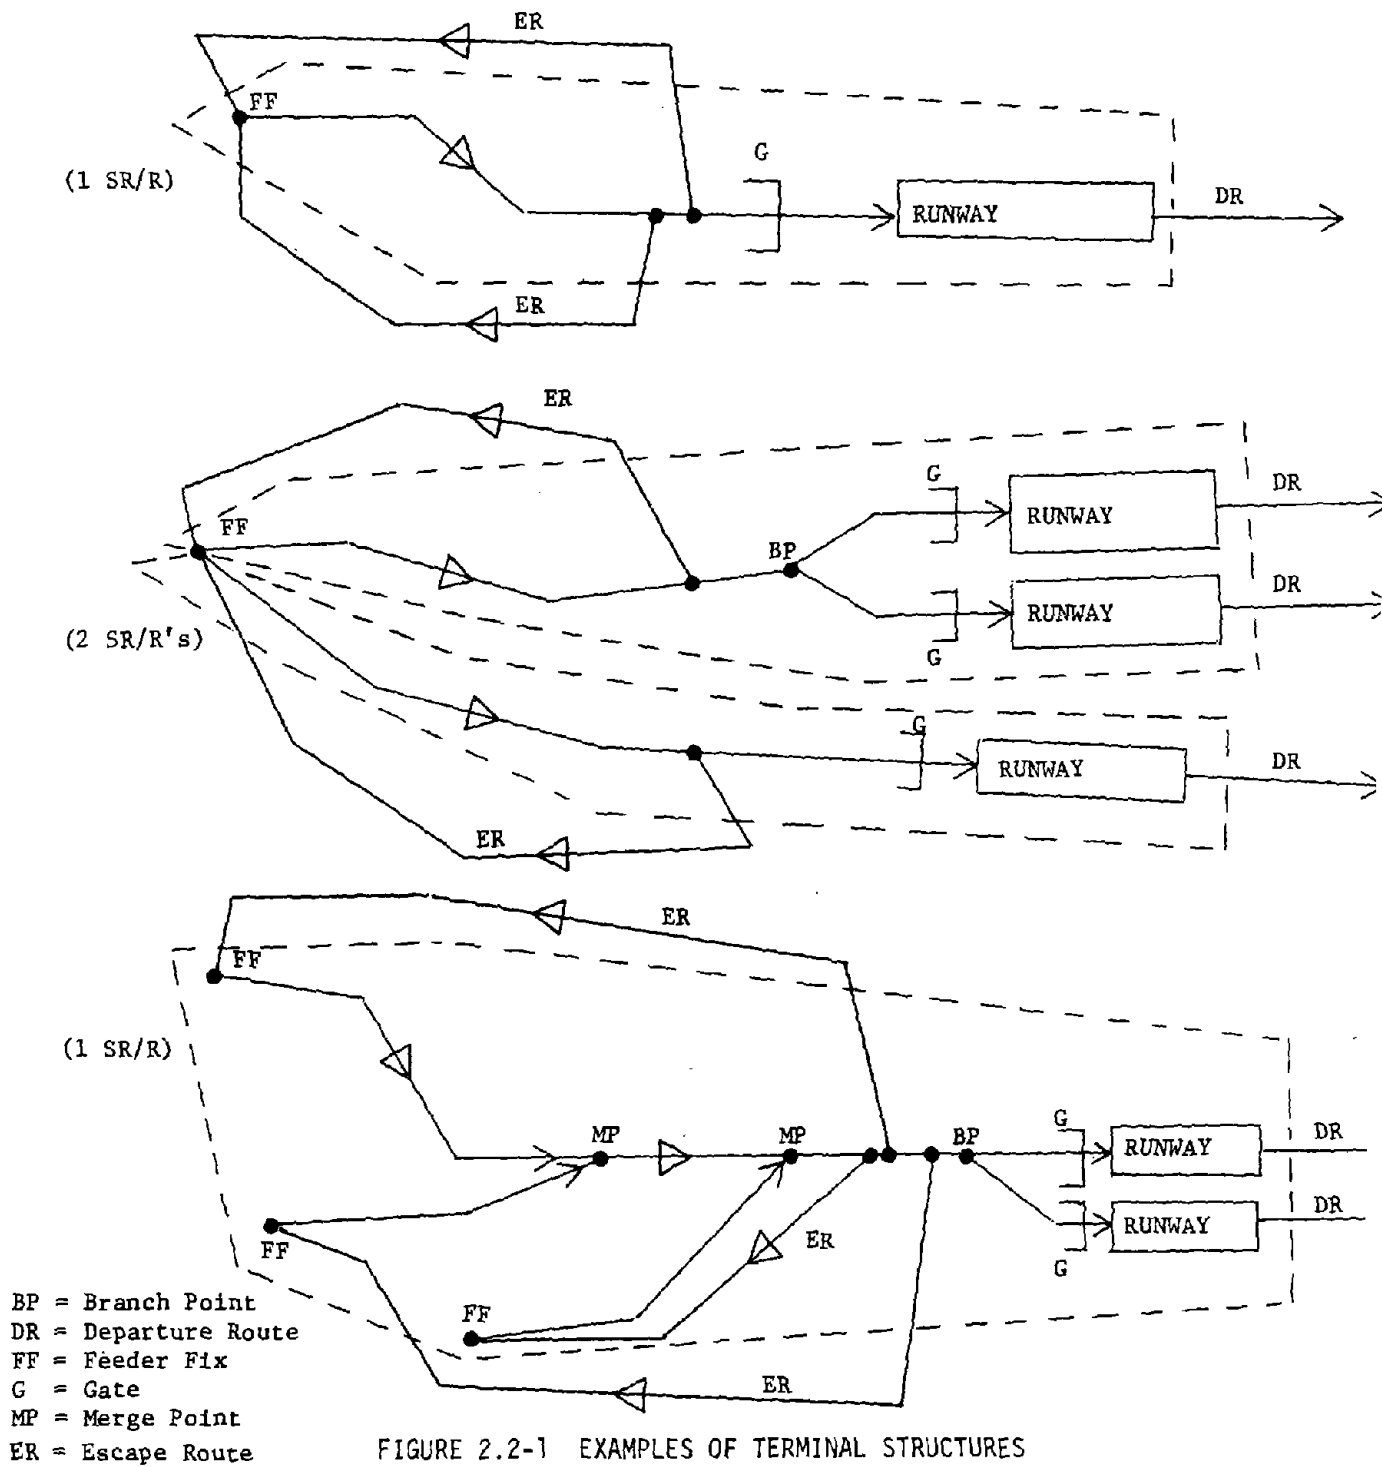 ER
FF
G
(1 SR/R)
RUNWAY
DR
ER
ER
G
DR
FF
RUNWAY
BP
DR
RUNWAY
(2 SR/R's)
G
G
DR
RUNWAY
ER
ER
FF
(1 SR/R)
MP
MP
BP
G
RUNWAY
DR
RUNWAY
DR
ER
FF
G
FF
ER
BP = Branch Point
DR = Departure Route
FF = Feeder Fix
G = Gate
MP = Merge Point
ER = Escape Route
FIGURE 2.2-1 EXAMPLES OF TERMINAL STRUCTURES